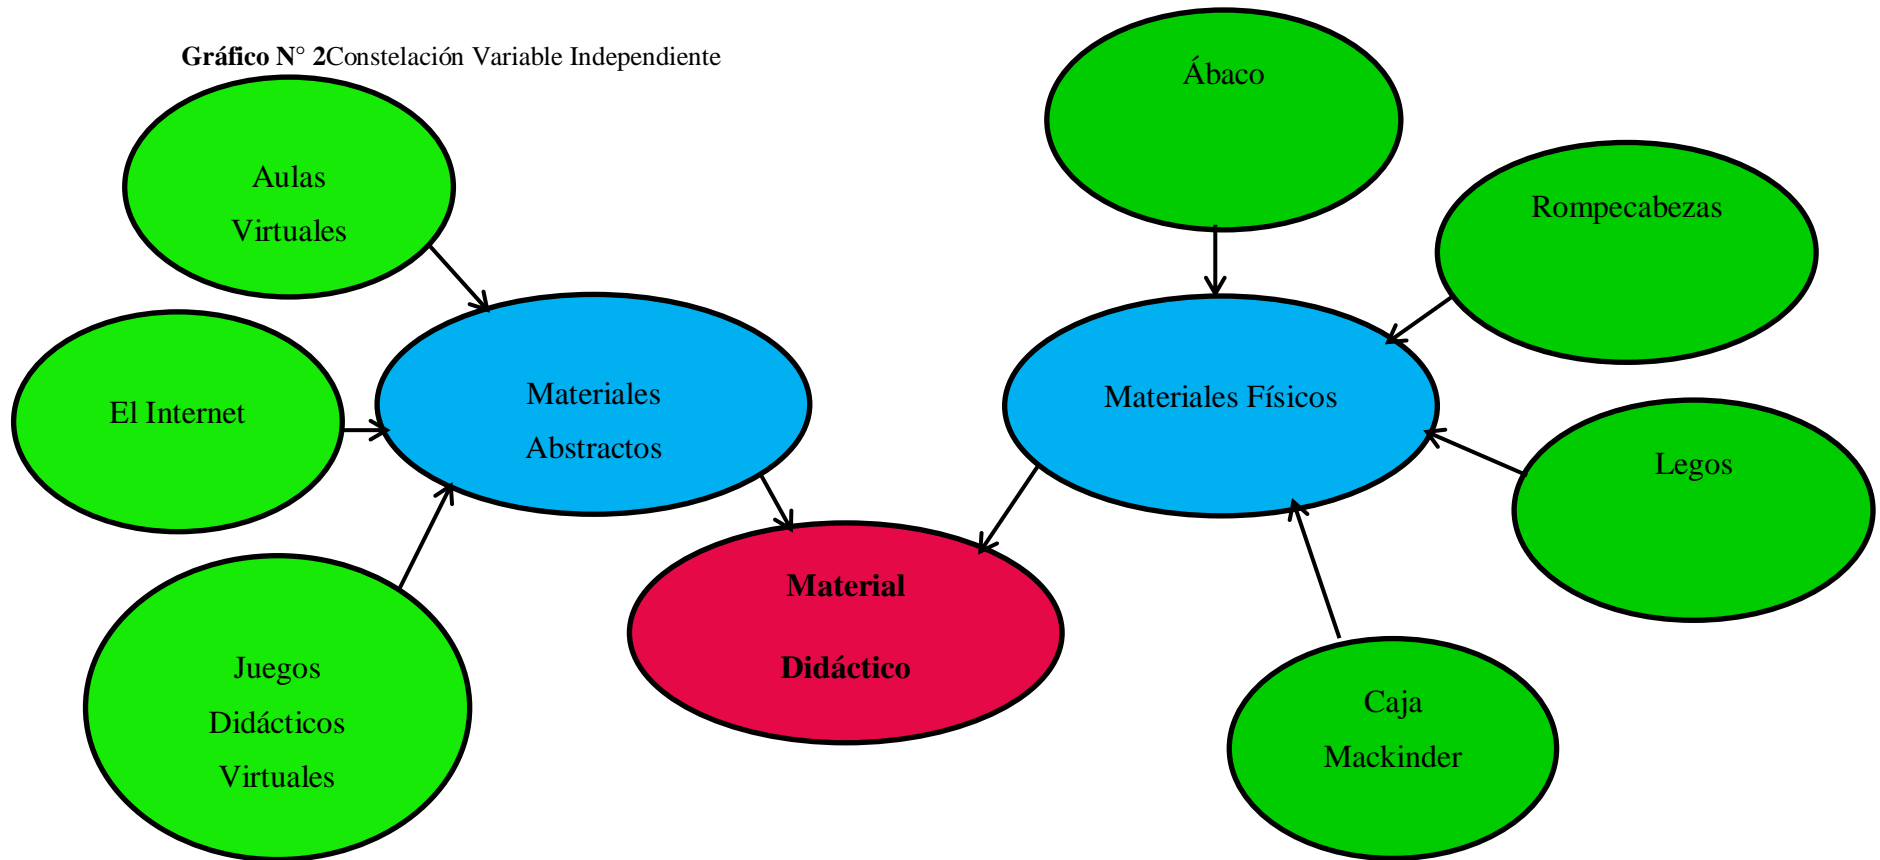 Gráfico N° 2Constelación Variable Independiente
Aulas
Virtuales
El Internet
Juegos
Didácticos
Virtuales
Materiales
Abstractos
Material
Didáctico
Materiales Físicos
Ábaco
Rompecabezas
Legos
Caja
Mackinder